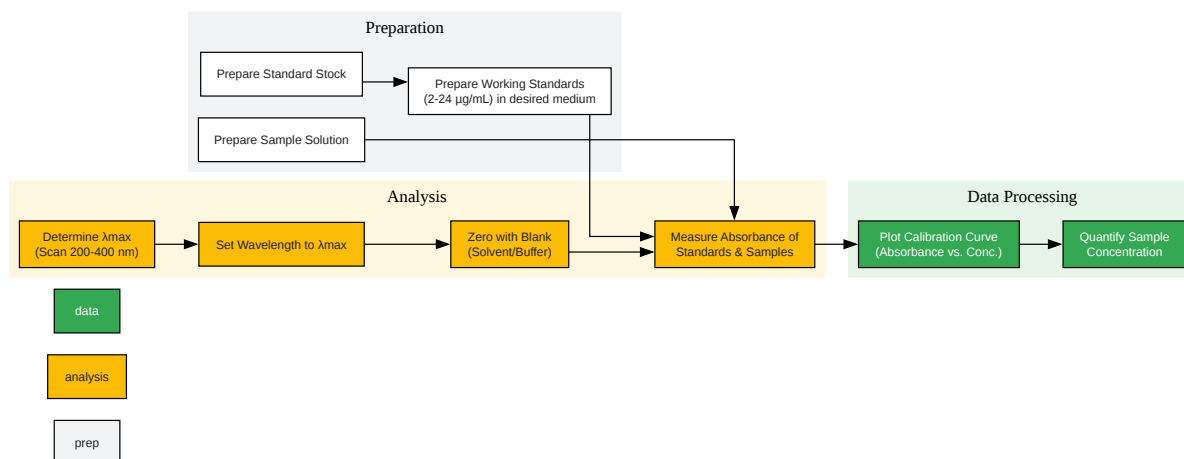 Preparation
Prepare Standard Stock
Prepare Working Standards
(2-24 µg/mL) in desired medium
Prepare Sample Solution
Analysis
Determine λmax
(Scan 200-400 nm)
Set Wavelength to λmax
Zero with Blank
(Solvent/Buffer)
Measure Absorbance of
Standards & Samples
Data Processing
Plot Calibration Curve
(Absorbance vs. Conc.)
Quantify Sample
Concentration
data
analysis
prep